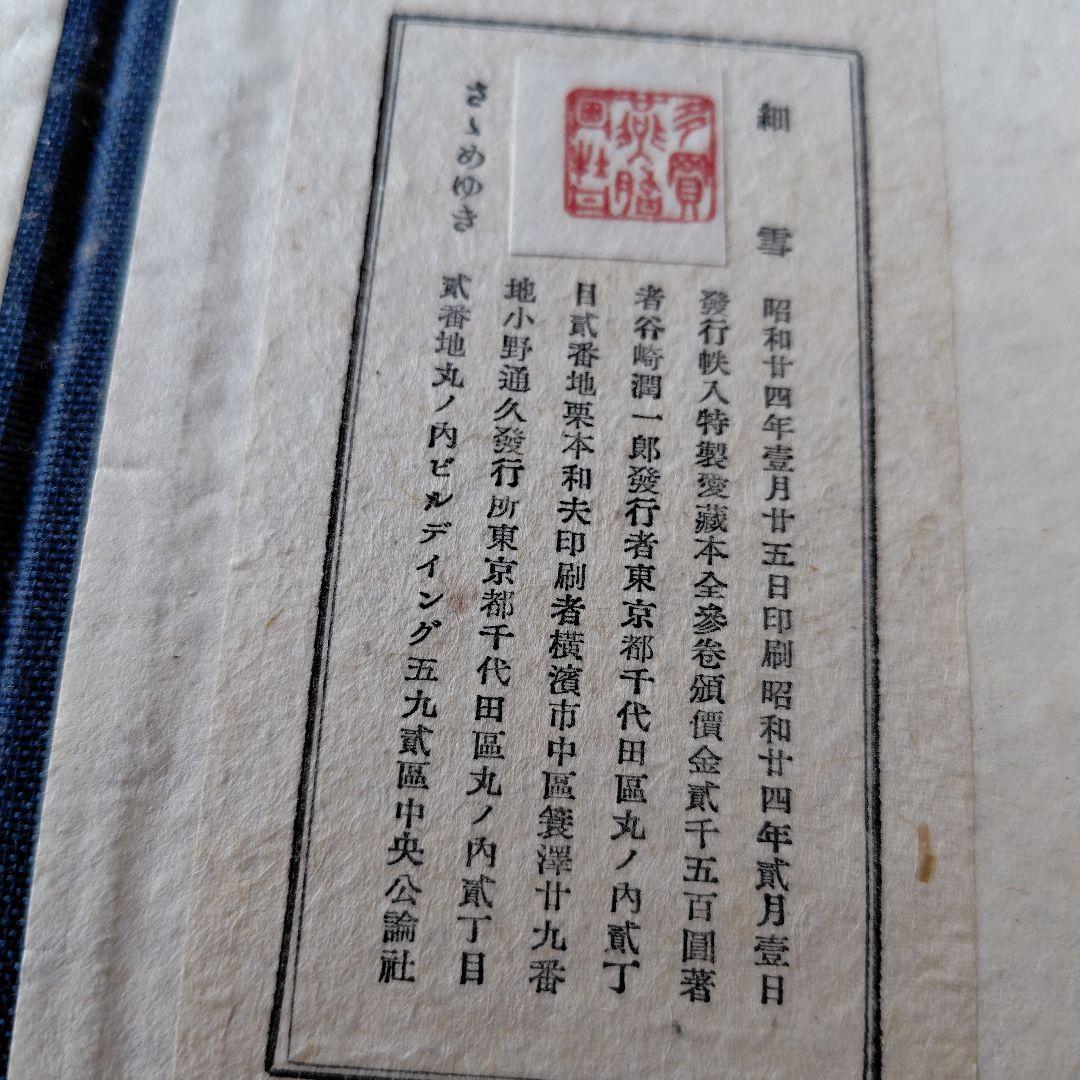 細雪
昭和廿四年壹月廿五日印刷昭和廿四年貳月壹日
發行帙入特製愛藏本全參卷頒價金貳千五百圓著
者谷崎潤一郎發行者東京都千代田區丸ノ內貳丁
目貳番地栗本和夫印刷者橫濱市中區簑澤廿九番
地小野通久發行所東京都千代田區丸ノ內貳丁目
貳番地丸ノ內ビルデイング五九貳區中央公論社
さゝめゆき